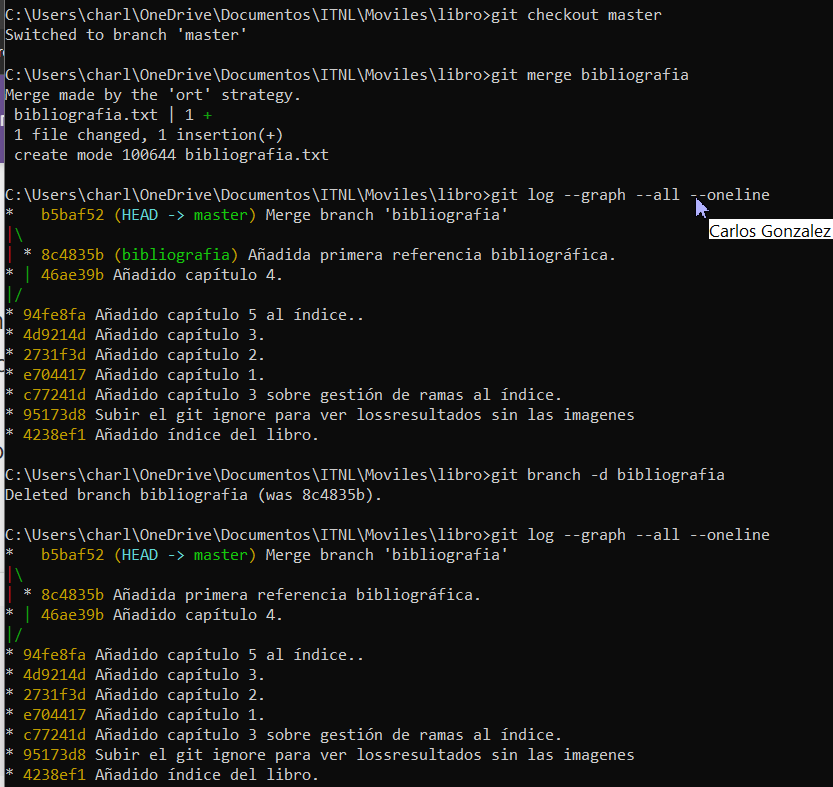 C:\Users\charl\OneDrive\Documentos\ITNL\Moviles\libro>git checkout master
Switched to branch 'master'
C:\Users\charl\OneDrive\Documentos\ITNL\Moviles\libro>git merge bibliografia
Merge made by the 'ort' strategy.
 bibliografia.txt | 1 +
 1 file changed, 1 insertion(+)
 create mode 100644 bibliografia.txt
C:\Users\charl\OneDrive\Documentos\ITNL\Moviles\libro>git log --graph --all --oneline
*   b5baf52 (HEAD -> master) Merge branch 'bibliografia'
|\
Carlos Gonzalez
| * 8c4835b (bibliografia) Añadida primera referencia bibliográfica.
* | 46ae39b Añadido capítulo 4.
|/
* 94fe8fa Añadido capítulo 5 al índice..
* 4d9214d Añadido capítulo 3.
* 2731f3d Añadido capítulo 2.
* e704417 Añadido capítulo 1.
* c77241d Añadido capítulo 3 sobre gestión de ramas al índice.
* 95173d8 Subir el git ignore para ver lossresultados sin las imagenes
* 4238ef1 Añadido índice del libro.
C:\Users\charl\OneDrive\Documentos\ITNL\Moviles\libro>git branch -d bibliografia
Deleted branch bibliografia (was 8c4835b).
C:\Users\charl\OneDrive\Documentos\ITNL\Moviles\libro>git log --graph --all --oneline
*   b5baf52 (HEAD -> master) Merge branch 'bibliografia'
|\
| * 8c4835b Añadida primera referencia bibliográfica.
* | 46ae39b Añadido capítulo 4.
|/
* 94fe8fa Añadido capítulo 5 al índice..
* 4d9214d Añadido capítulo 3.
* 2731f3d Añadido capítulo 2.
* e704417 Añadido capítulo 1.
* c77241d Añadido capítulo 3 sobre gestión de ramas al índice.
* 95173d8 Subir el git ignore para ver lossresultados sin las imagenes
* 4238ef1 Añadido índice del libro.